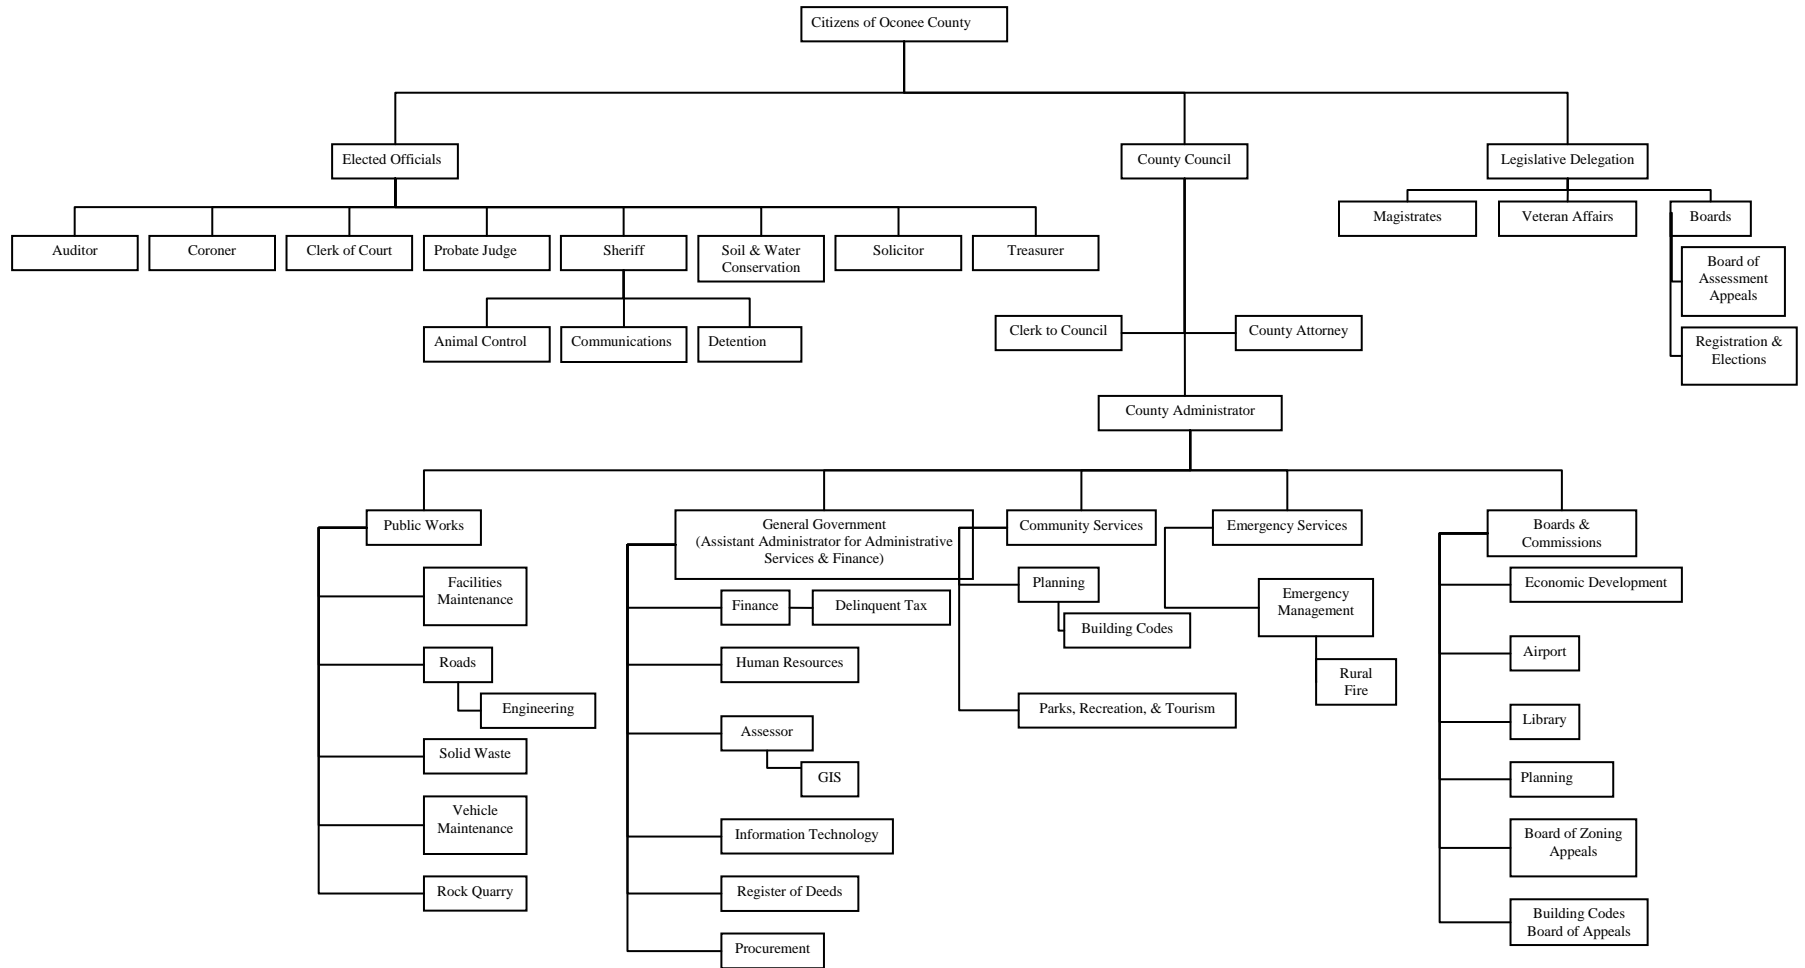 Citizens of Oconee County
Elected Officials
County Council
Legislative Delegation
Magistrates
Veteran Affairs
Boards
Auditor
Coroner
Clerk of Court
Probate Judge
Sheriff
Soil & Water
Conservation
Solicitor
Treasurer
Board of
Assessment
Appeals
Animal Control
Communications
Detention
Clerk to Council
County Attorney
Registration &
Elections
County Administrator
Public Works
Facilities
Maintenance
Roads
Engineering
Solid Waste
Vehicle
Maintenance
Rock Quarry
General Government
(Assistant Administrator for Administrative
Services & Finance)
Finance
Delinquent Tax
Human Resources
Assessor
GIS
Information Technology
Register of Deeds
Procurement
Community Services
Planning
Building Codes
Parks, Recreation, & Tourism
Emergency Services
Emergency
Management
Rural
Fire
Boards &
Commissions
Economic Development
Airport
Library
Planning
Board of Zoning
Appeals
Building Codes
Board of Appeals